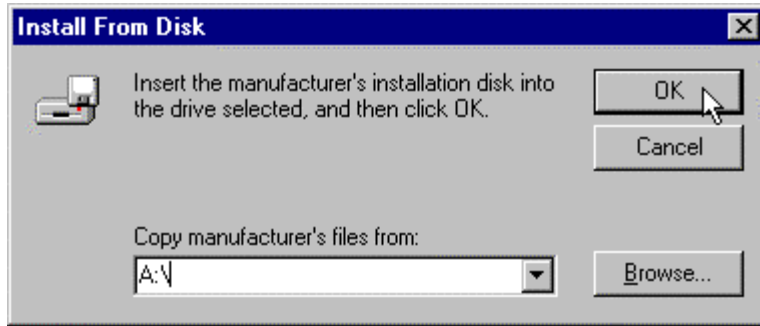 Install From Disk
Insert the manufacturer's installation disk into
the drive selected, and then click OK.
OK
Cancel
Copy manufacturer's files from:
A:\
Browse...